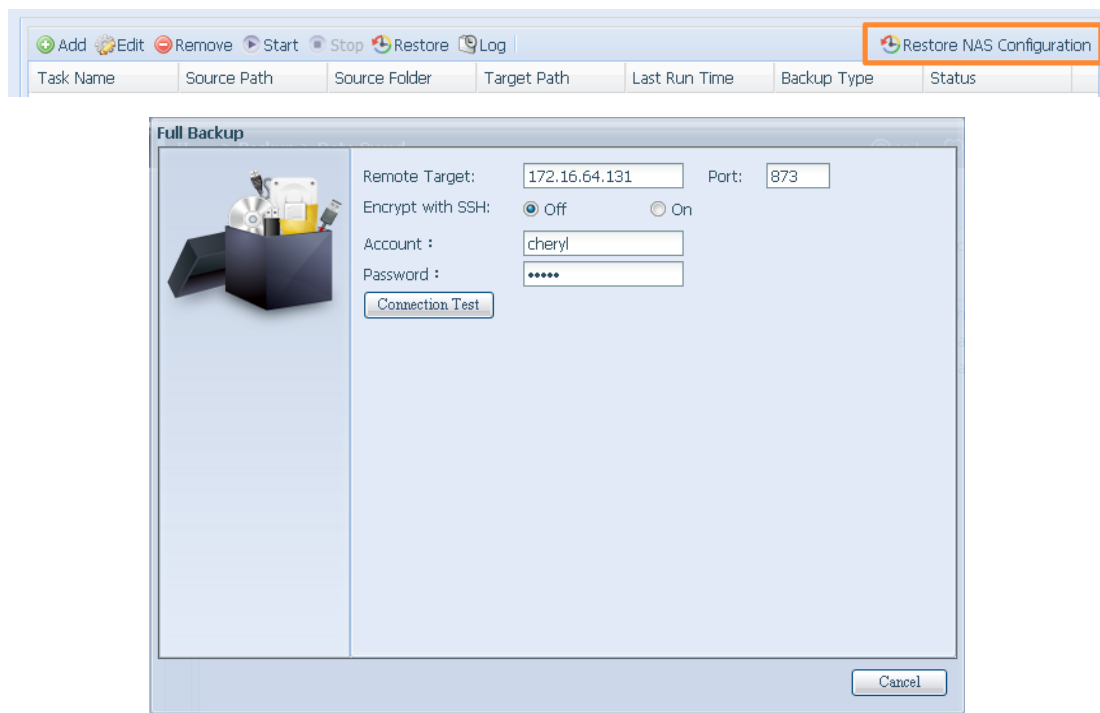 Add Edit Remove Start Stop Restore Log Restore NAS Configuration
Task Name Source Path Source Folder Target Path Last Run Time Backup Type Status
Full Backup
Remote Target: 172.16.64.131 Port: 873
Encrypt with SSH: Off On
Account : cheryl
Password : •••••
Connection Test
Cancel